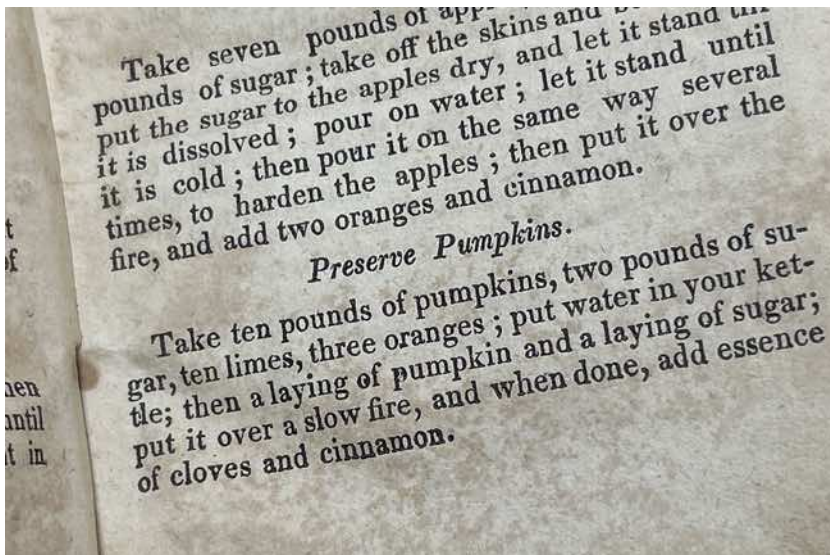 t
of
hen
until
t in
Take seven pounds of
pounds of sugar ; take off the skins and
put the sugar to the apples dry, and let it stand
it is dissolved ; pour on water ; let it stand until
it is cold ; then pour it on the same way several
times, to harden the apples ; then put it over the
fire, and add two oranges and cinnamon.
Preserve Pumpkins.
Take ten pounds of pumpkins, two pounds of su-
gar, ten limes, three oranges ; put water in your ket-
tle; then a laying of pumpkin and a laying of sugar;
put it over a slow fire, and when done, add essence
of cloves and cinnamon.